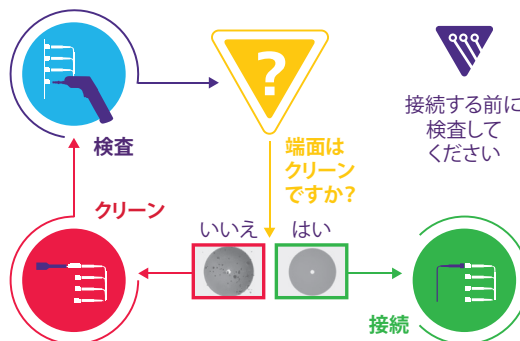 ?
接続する前に
検査して
ください
検査
端面は
クリーン
ですか?
クリーン
いいえ
はい
接続